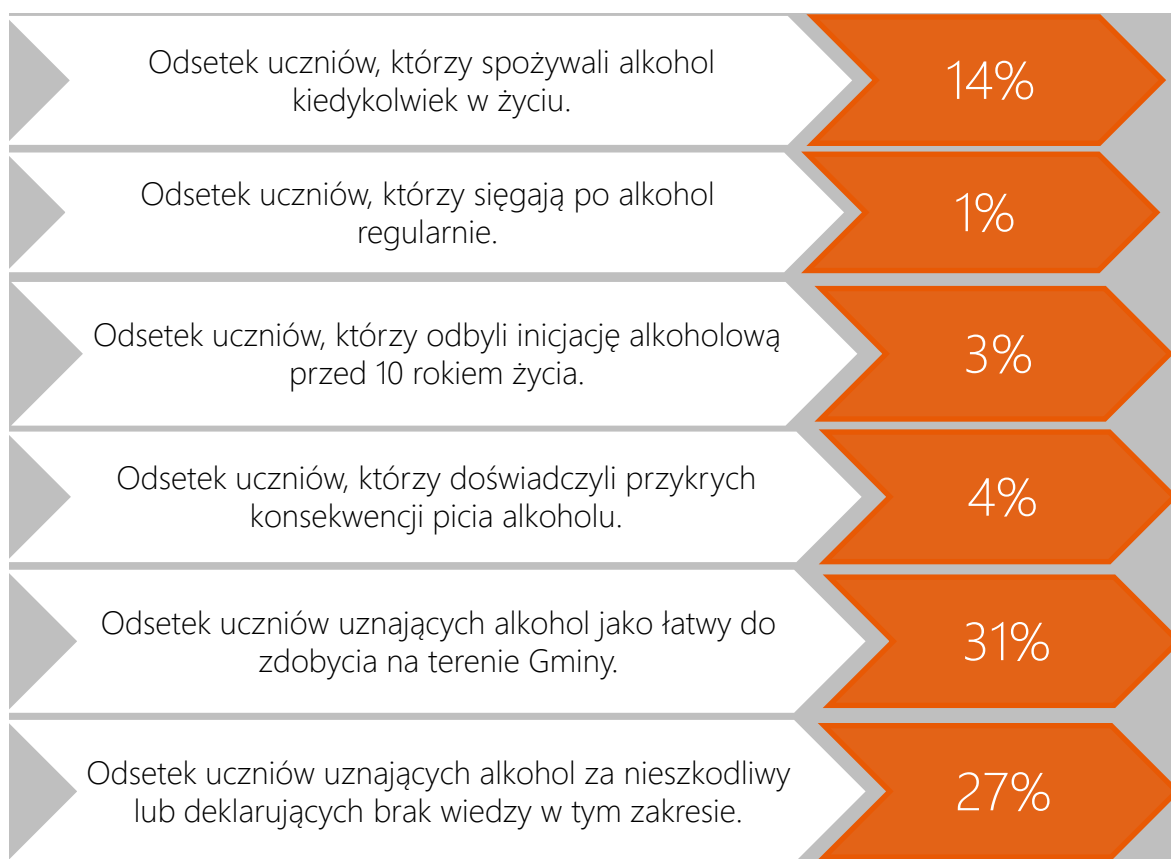 Odsetek uczniów, którzy spożywali alkohol
kiedykolwiek w życiu.
14%
Odsetek uczniów, którzy sięgają po alkohol
regularnie.
1%
Odsetek uczniów, którzy odbyli inicjację alkoholową
przed 10 rokiem życia.
3%
Odsetek uczniów, którzy doświadczyli przykrych
konsekwencji picia alkoholu.
4%
Odsetek uczniów uznających alkohol jako łatwy do
zdobycia na terenie Gminy.
31%
Odsetek uczniów uznających alkohol za nieszkodliwy
lub deklarujących brak wiedzy w tym zakresie.
27%